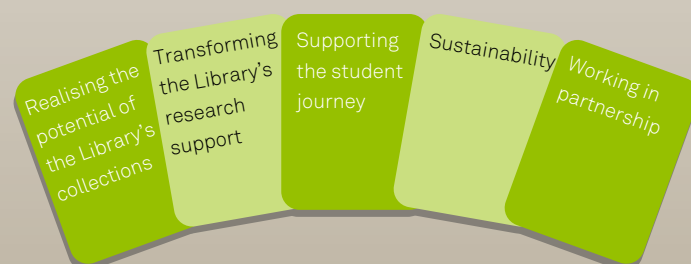 Realising the
potential of
the Library's
collections
Transforming
the Library's
research
support
Supporting
the student
journey
Sustainability
Working in
partnership